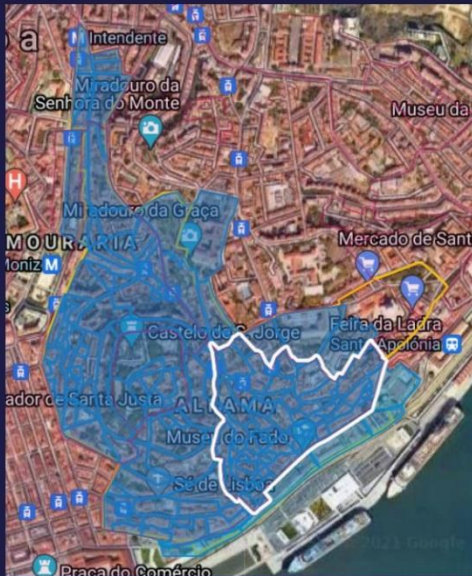 a
Intendente
Miradouro da
Senhora do Monte
Museu da
Miradouro da Graça
MOURARIA
Moniz
Mercado de Sant
Castelo de S. Jorge
Feira da Ladra
Santa Apolónia
ador de Santa Justa
ALFAMA
Museu do Fado
Sé de Lisboa
2021 Google
Praça do Comércio